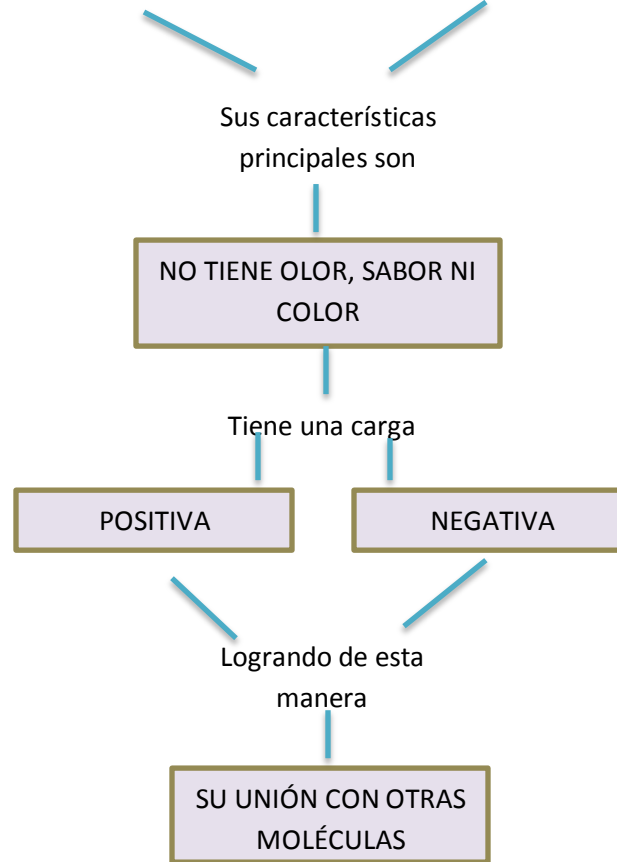 Sus características
principales son
NO TIENE OLOR, SABOR NI
COLOR
Tiene una carga
POSITIVA
NEGATIVA
Logrando de esta
manera
SU UNIÓN CON OTRAS
MOLÉCULAS